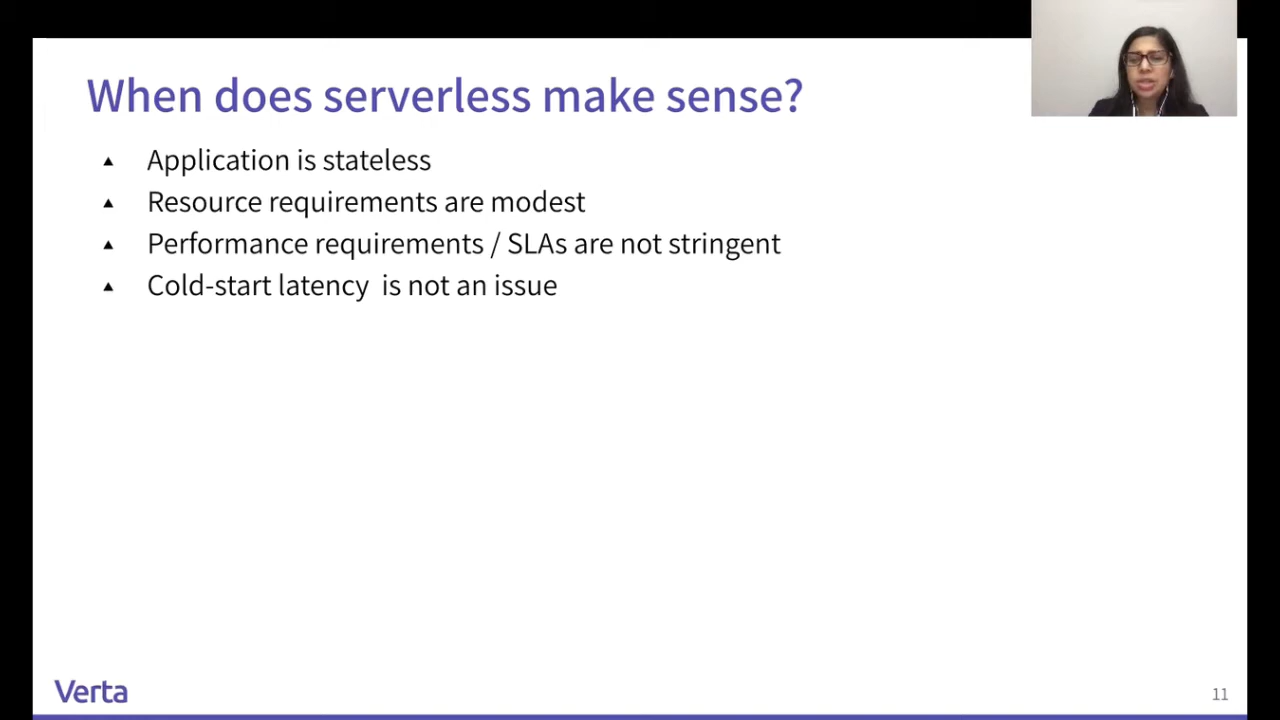 When does serverless make sense?
▲ Application is stateless
▲ Resource requirements are modest
▲ Performance requirements / SLAs are not stringent
▲ Cold-start latency  is not an issue
Verta
11